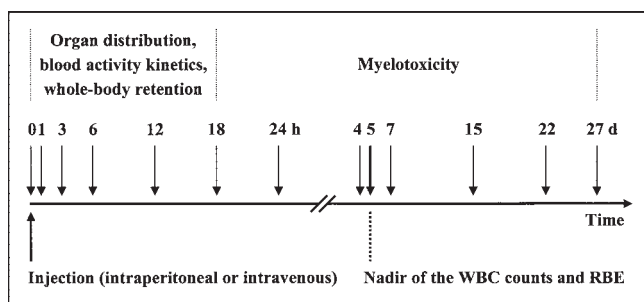 Organ distribution,
blood activity kinetics,
whole-body retention
Myelotoxicity
0 1 3 6 12 18 24 h 4 5 7 15 22 27 d
Time
Injection (intraperitoneal or intravenous) Nadir of the WBC counts and RBE